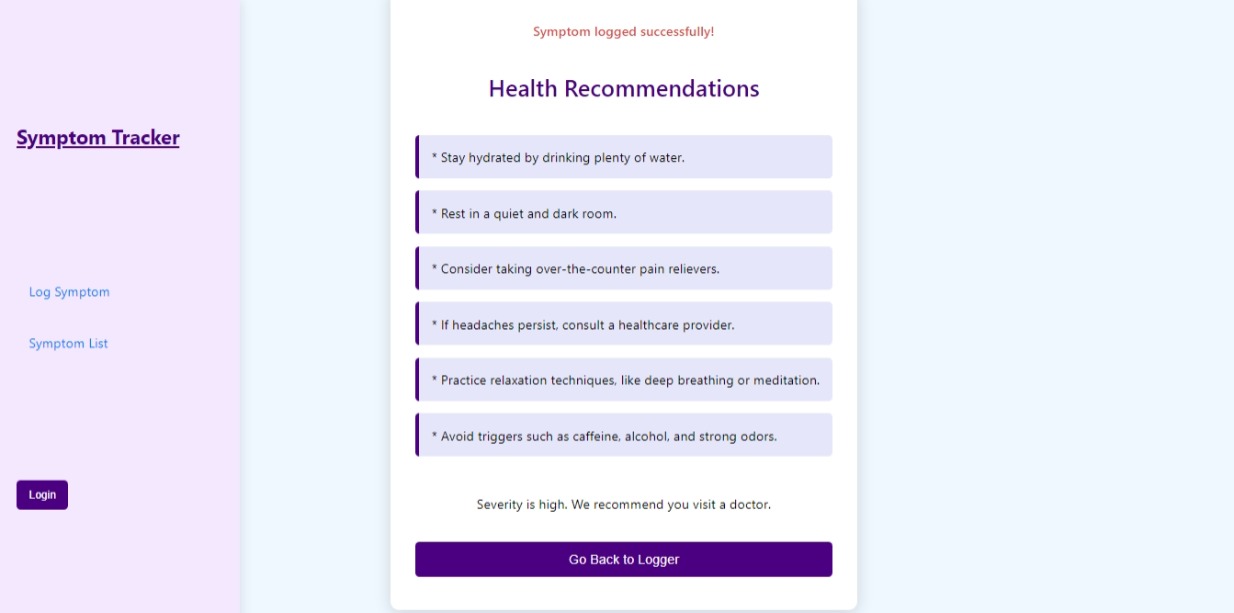 Symptom Tracker
Log Symptom
Symptom List
Login
Symptom logged successfully!
Health Recommendations
* Stay hydrated by drinking plenty of water.
* Rest in a quiet and dark room.
* Consider taking over-the-counter pain relievers.
* If headaches persist, consult a healthcare provider.
* Practice relaxation techniques, like deep breathing or meditation.
* Avoid triggers such as caffeine, alcohol, and strong odors.
Severity is high. We recommend you visit a doctor.
Go Back to Logger